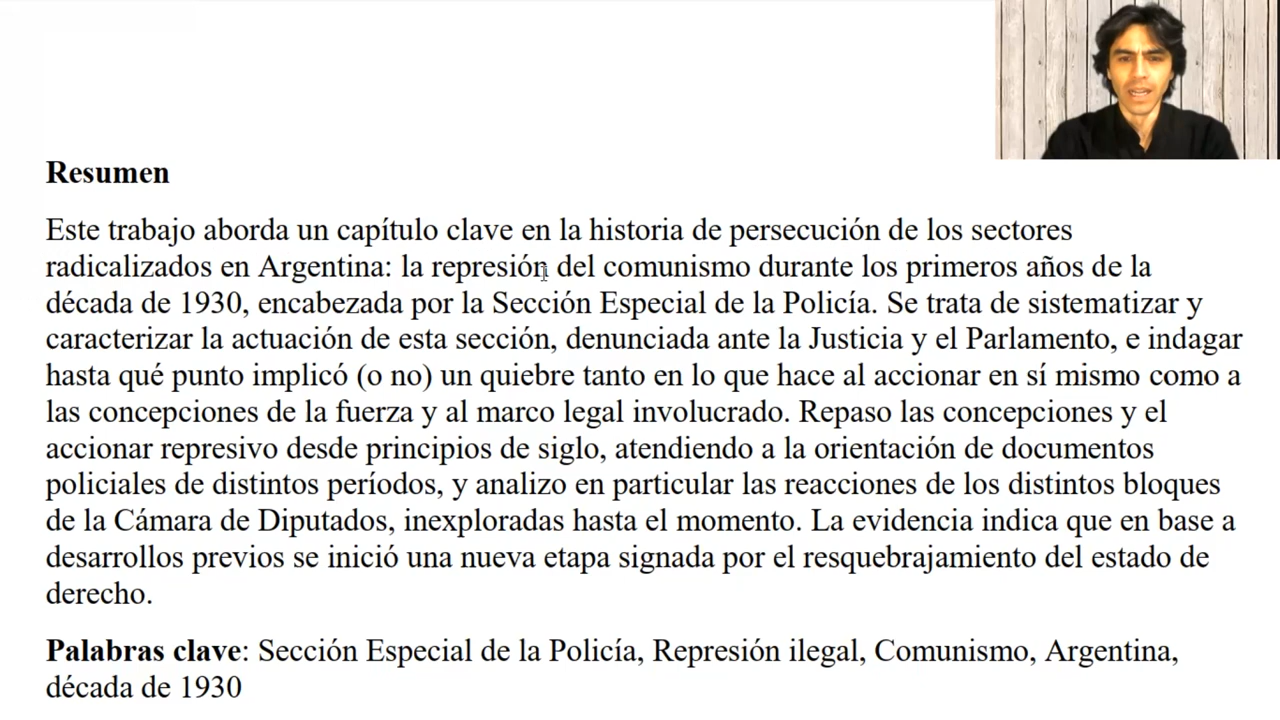 Resumen
Este trabajo aborda un capítulo clave en la historia de persecución de los sectores
radicalizados en Argentina: la represión del comunismo durante los primeros años de la
década de 1930, encabezada por la Sección Especial de la Policía. Se trata de sistematizar y
caracterizar la actuación de esta sección, denunciada ante la Justicia y el Parlamento, e indagar
hasta qué punto implicó (o no) un quiebre tanto en lo que hace al accionar en sí mismo como a
las concepciones de la fuerza y al marco legal involucrado. Repaso las concepciones y el
accionar represivo desde principios de siglo, atendiendo a la orientación de documentos
policiales de distintos períodos, y analizo en particular las reacciones de los distintos bloques
de la Cámara de Diputados, inexploradas hasta el momento. La evidencia indica que en base a
desarrollos previos se inició una nueva etapa signada por el resquebrajamiento del estado de
derecho.
Palabras clave: Sección Especial de la Policía, Represión ilegal, Comunismo, Argentina,
década de 1930